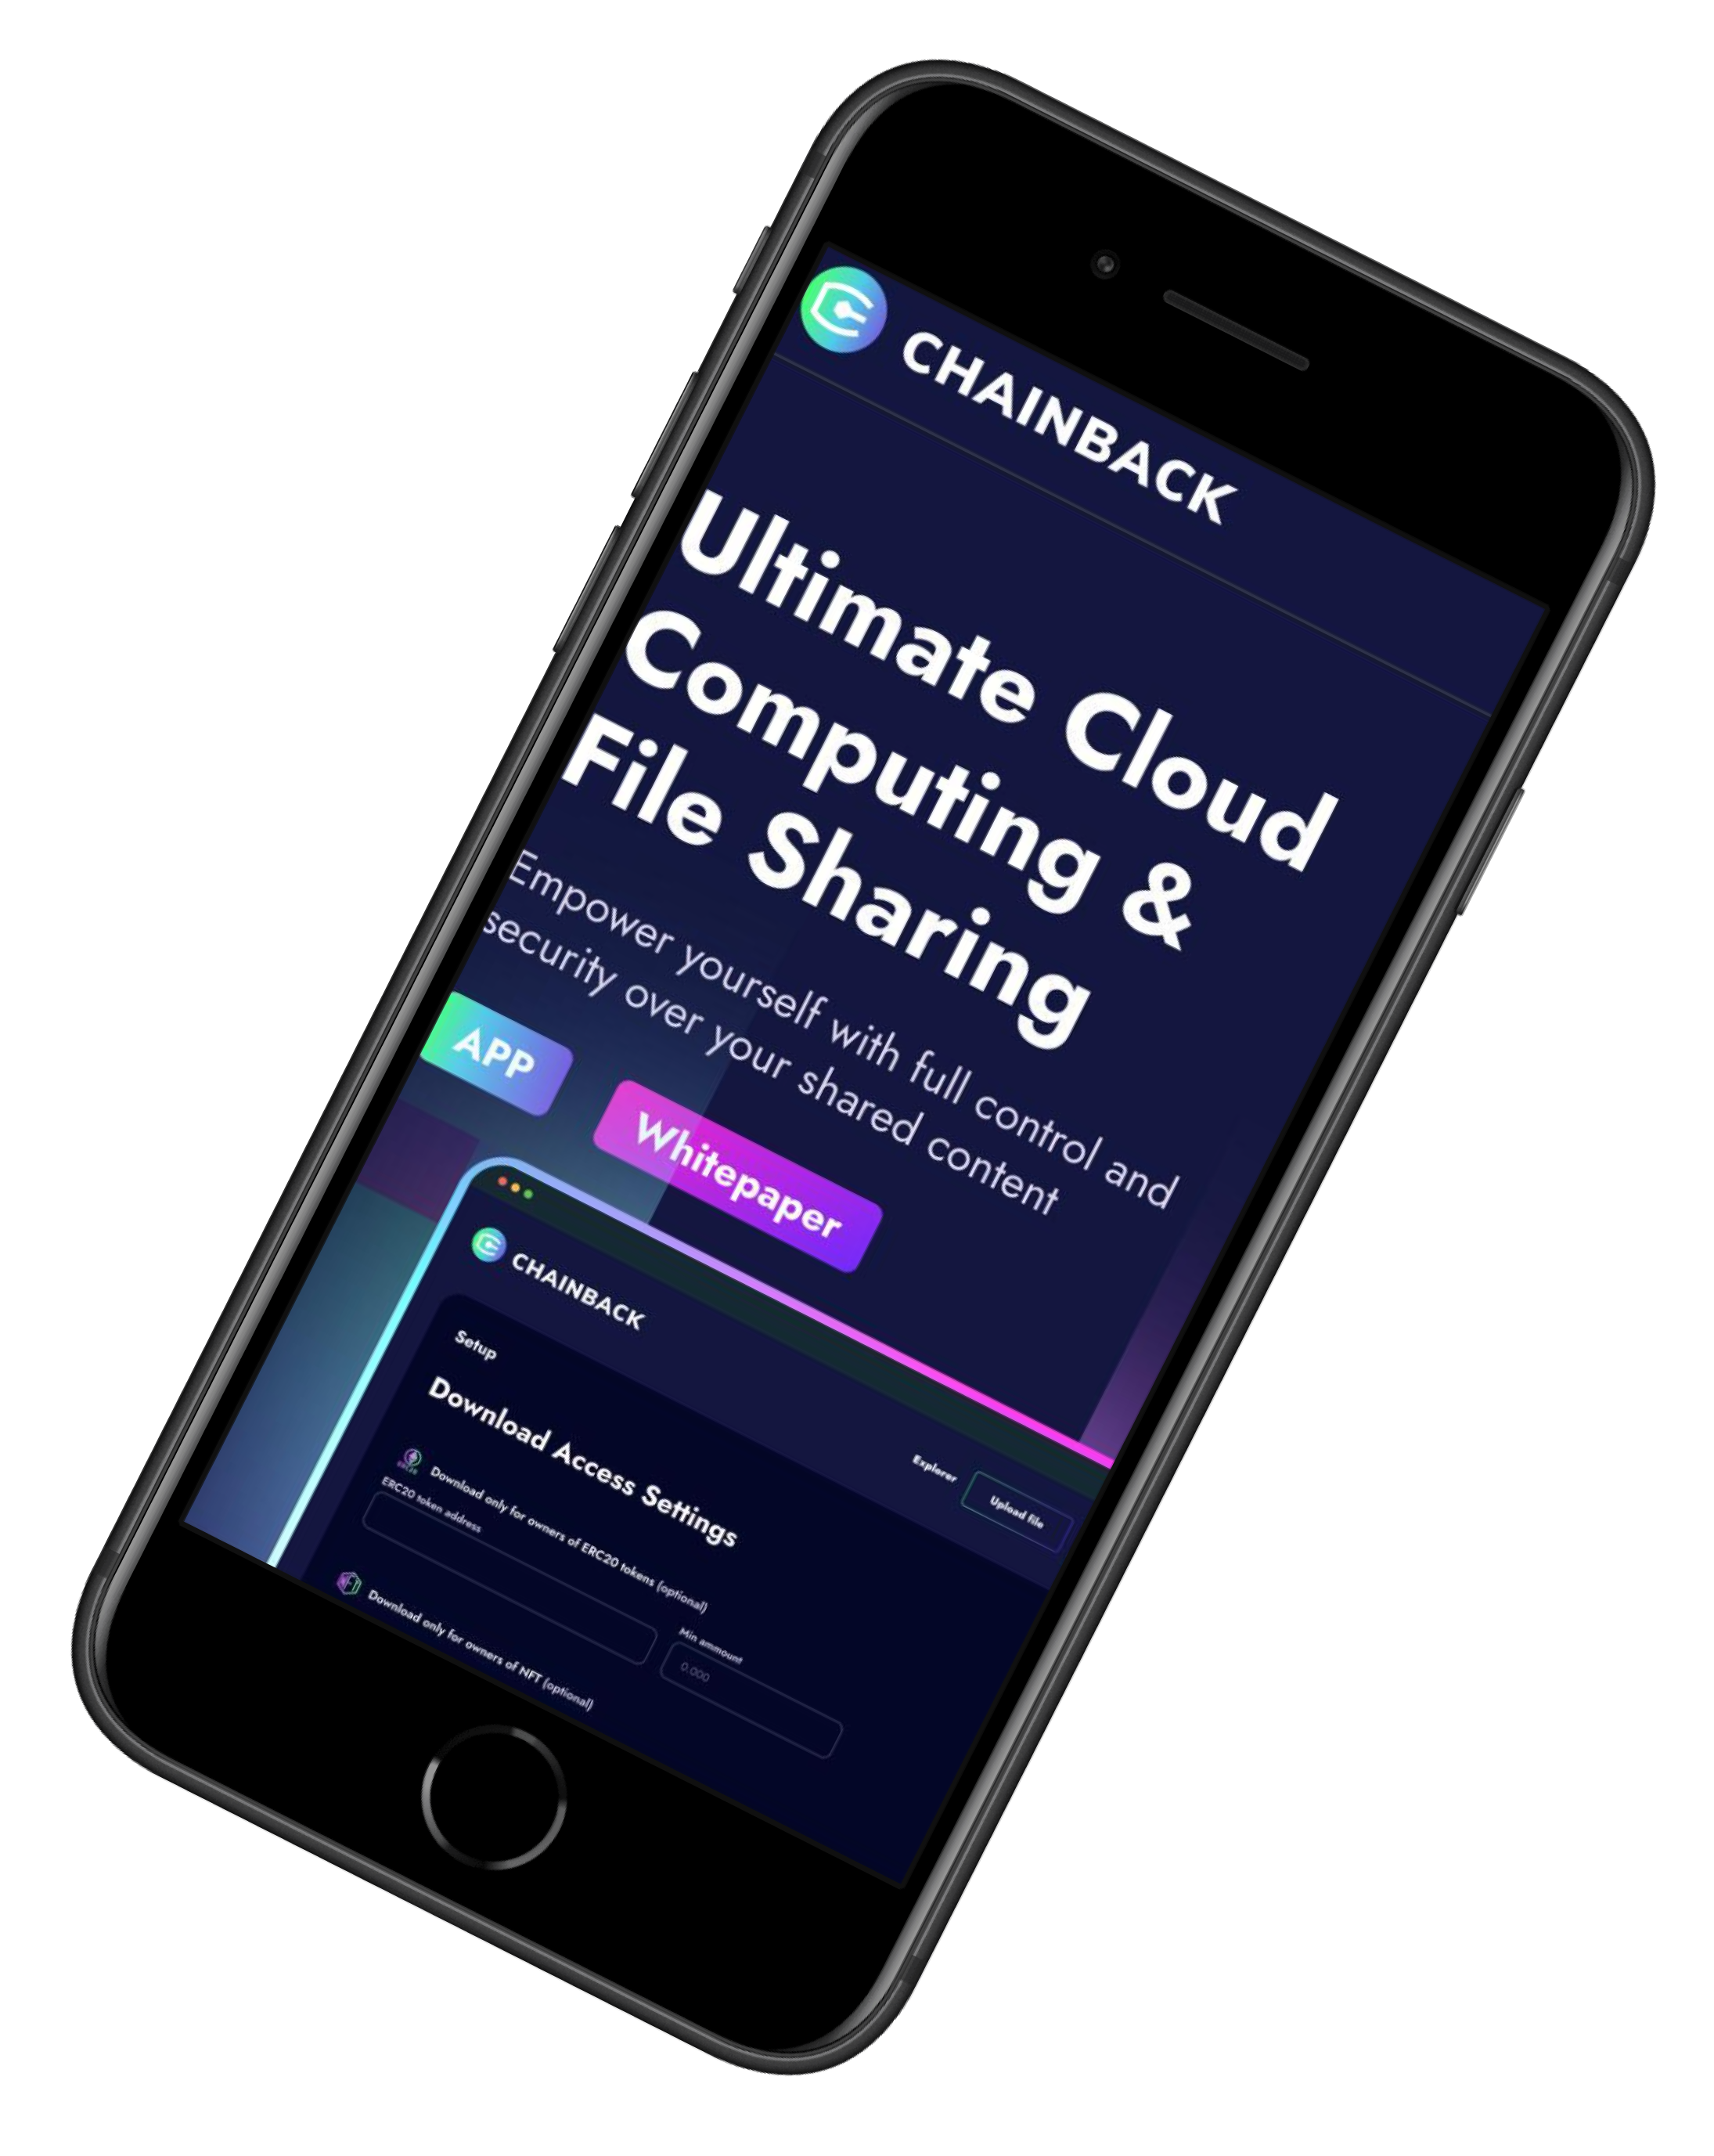 CHAINBACK
Ultimate Cloud
Computing &
File Sharing
Empower yourself with full control and
security over your shared content
APP
Whitepaper
CHAINBACK
Explorer
Upload file
Setup
Download Access Settings
Download only for owners of ERC20 tokens (optional)
ERC20 token address
Min ammount
0.000
Download only for owners of NFT (optional)